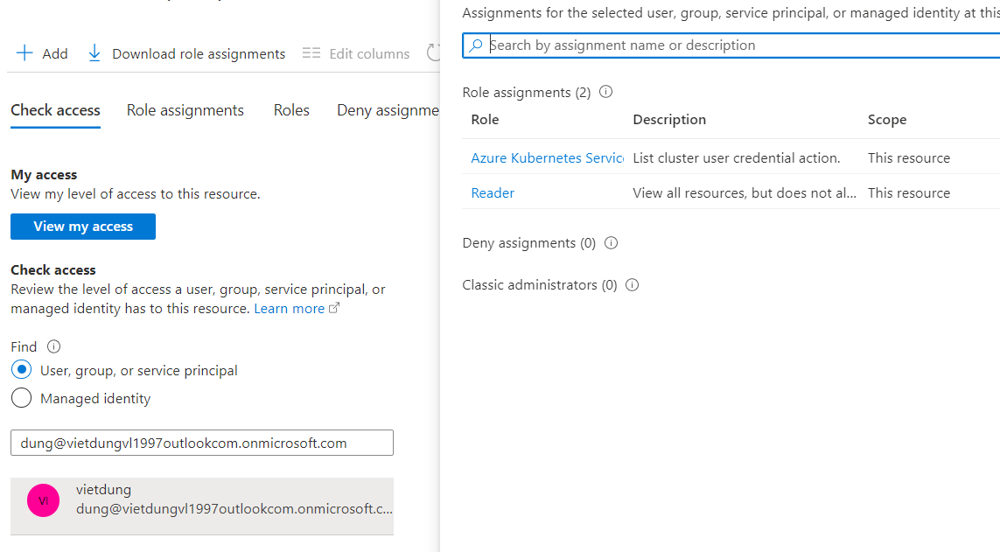 Add
Download role assignments
Edit columns
Check access
Role assignments
Roles
Deny assignme
My access
View my level of access to this resource.
View my access
Check access
Review the level of access a user, group, service principal, or
managed identity has to this resource. Learn more
Find
User, group, or service principal
Managed identity
dung@vietdungvl1997outlookcom.onmicrosoft.com
VI
vietdung
dung@vietdungvl1997outlookcom.onmicrosoft.c...
Assignments for the selected user, group, service principal, or managed identity at this
Search by assignment name or description
Role assignments (2)
Role Description Scope
Azure Kubernetes Servic List cluster user credential action. This resource
Reader View all resources, but does not al... This resource
Deny assignments (0)
Classic administrators (0)